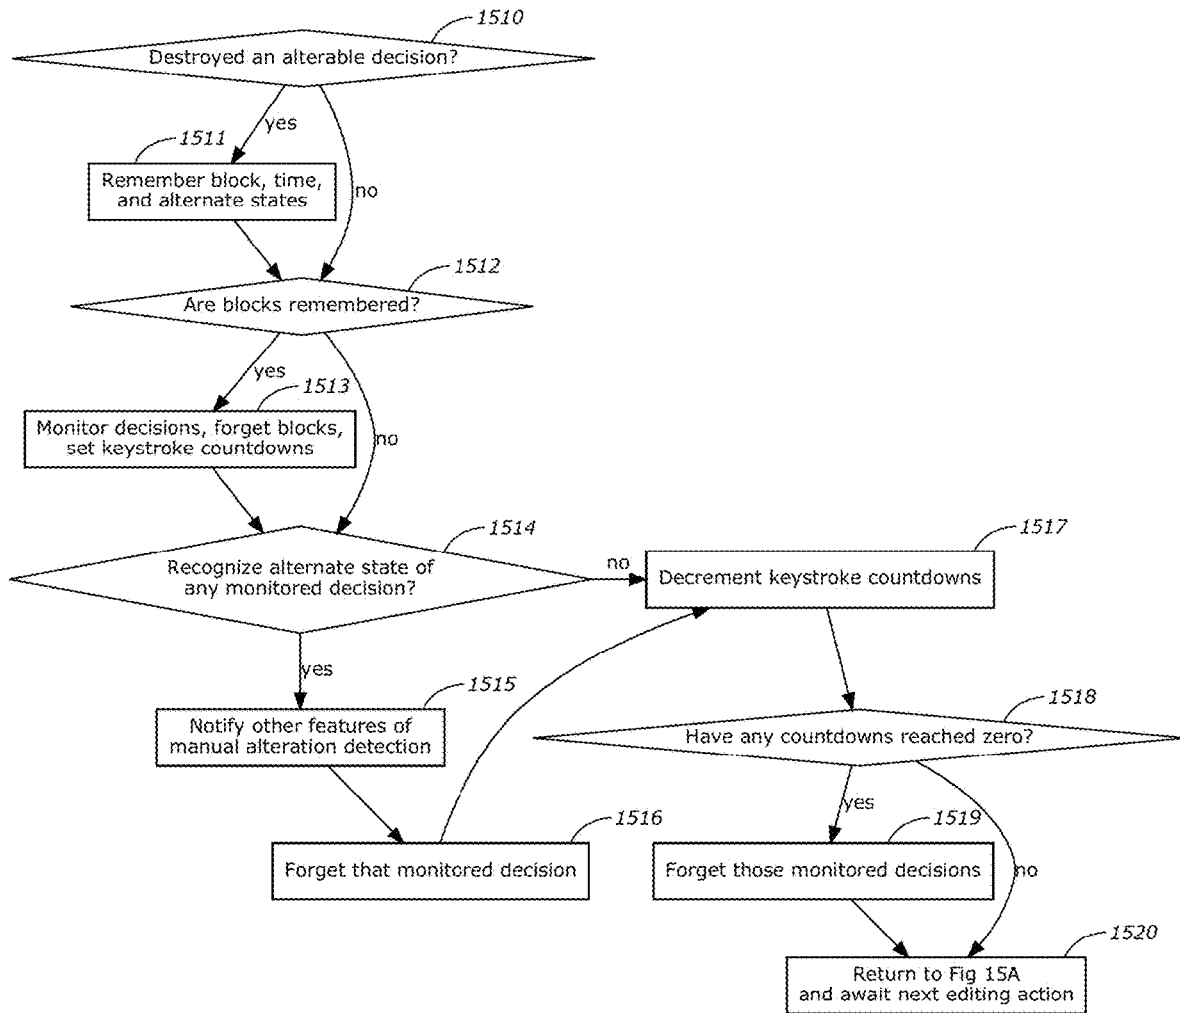 1510
Destroyed an alterable decision?
yes
1511
Remember block, time,
and alternate states
no
1512
Are blocks remembered?
yes
1513
Monitor decisions, forget blocks,
set keystroke countdowns
no
1514
Recognize alternate state of
any monitored decision?
no
1517
Decrement keystroke countdowns
yes
1515
Notify other features of
manual alteration detection
1518
Have any countdowns reached zero?
1516
Forget that monitored decision
yes
1519
Forget those monitored decisions
no
1520
Return to Fig 15A
and await next editing action